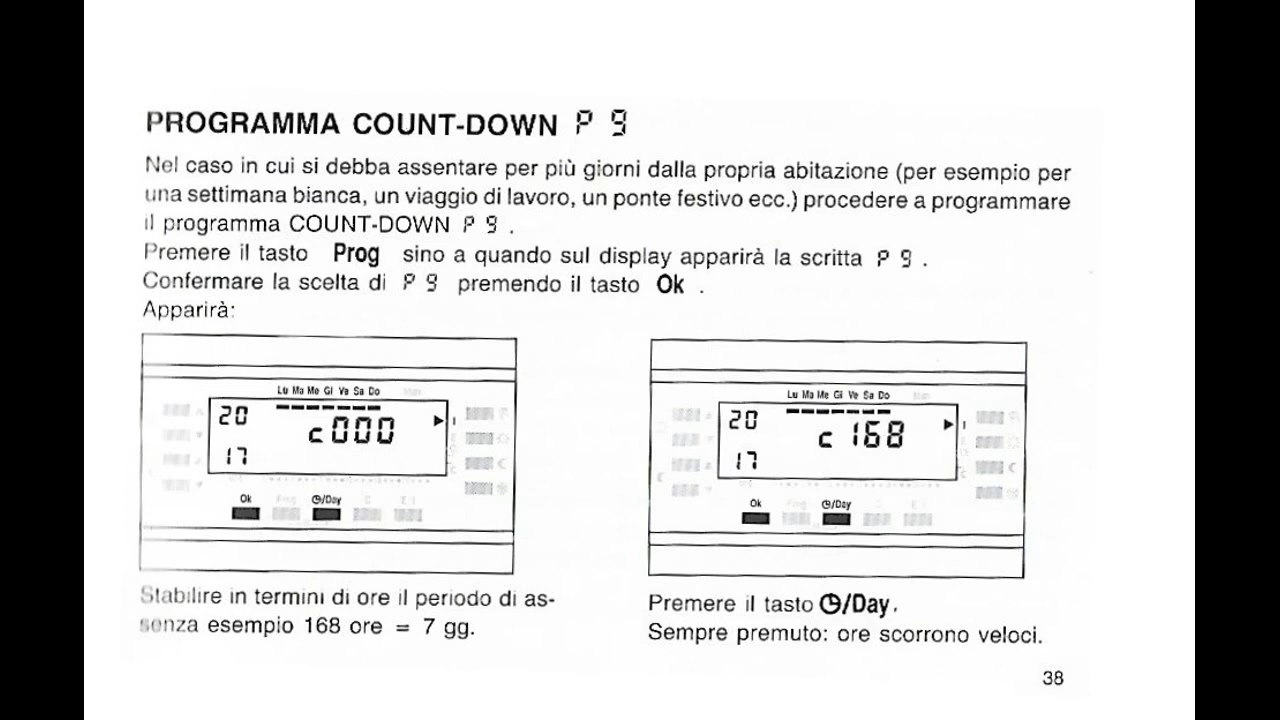 PROGRAMMA COUNT-DOWN P 9
Nel caso in cui si debba assentare per più giorni dalla propria abitazione (per esempio per
una settimana bianca, un viaggio di lavoro, un ponte festivo ecc.) procedere a programmare
il programma COUNT-DOWN P 9 .
Premere il tasto Prog sino a quando sul display apparirà la scritta P 9 .
Confermare la scelta di P 9 premendo il tasto Ok .
Apparirà:
Lu Ma Me Gi Ve Sa Do
20
c000
17
Ok Prog ◷/Day C
Lu Ma Me Gi Ve Sa Do
20
c 168
17
Ok Prog ◷/Day C
Stabilire in termini di ore il periodo di as-
senza esempio 168 ore = 7 gg.
Premere il tasto ◷/Day.
Sempre premuto: ore scorrono veloci.
38